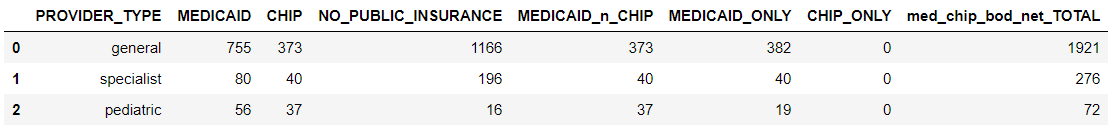 PROVIDER_TYPE MEDICAID CHIP NO_PUBLIC_INSURANCE MEDICAID_n_CHIP MEDICAID_ONLY CHIP_ONLY med_chip_bod_net_TOTAL
0 general 755 373 1166 373 382 0 1921
1 specialist 80 40 196 40 40 0 276
2 pediatric 56 37 16 37 19 0 72